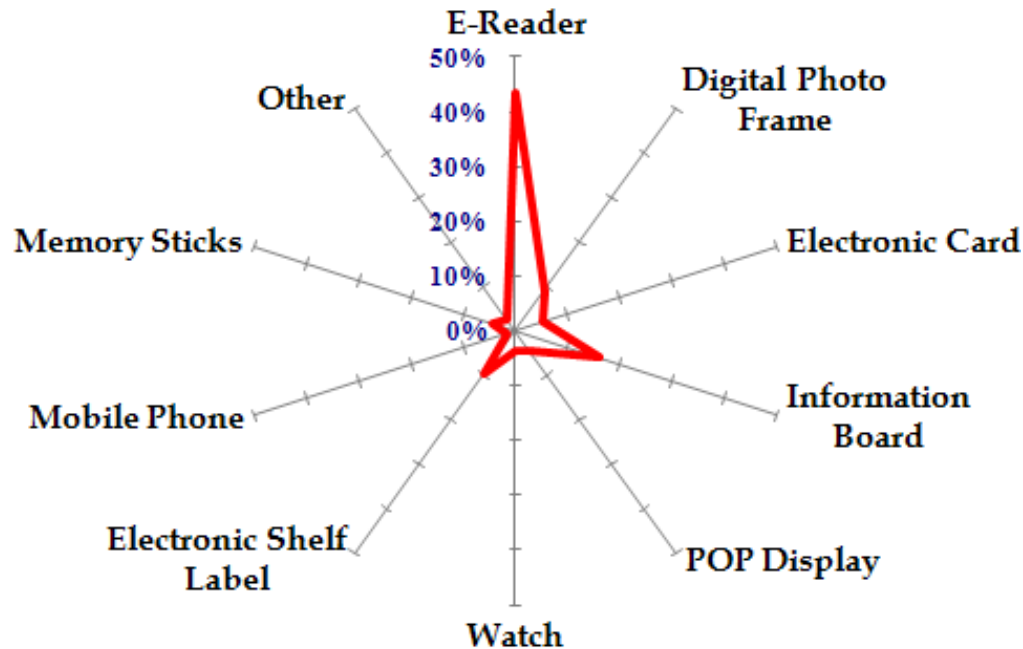 E-Reader
50%
40%
30%
20%
10%
0%
Digital Photo
Frame
Electronic Card
Information
Board
POP Display
Watch
Electronic Shelf
Label
Mobile Phone
Memory Sticks
Other